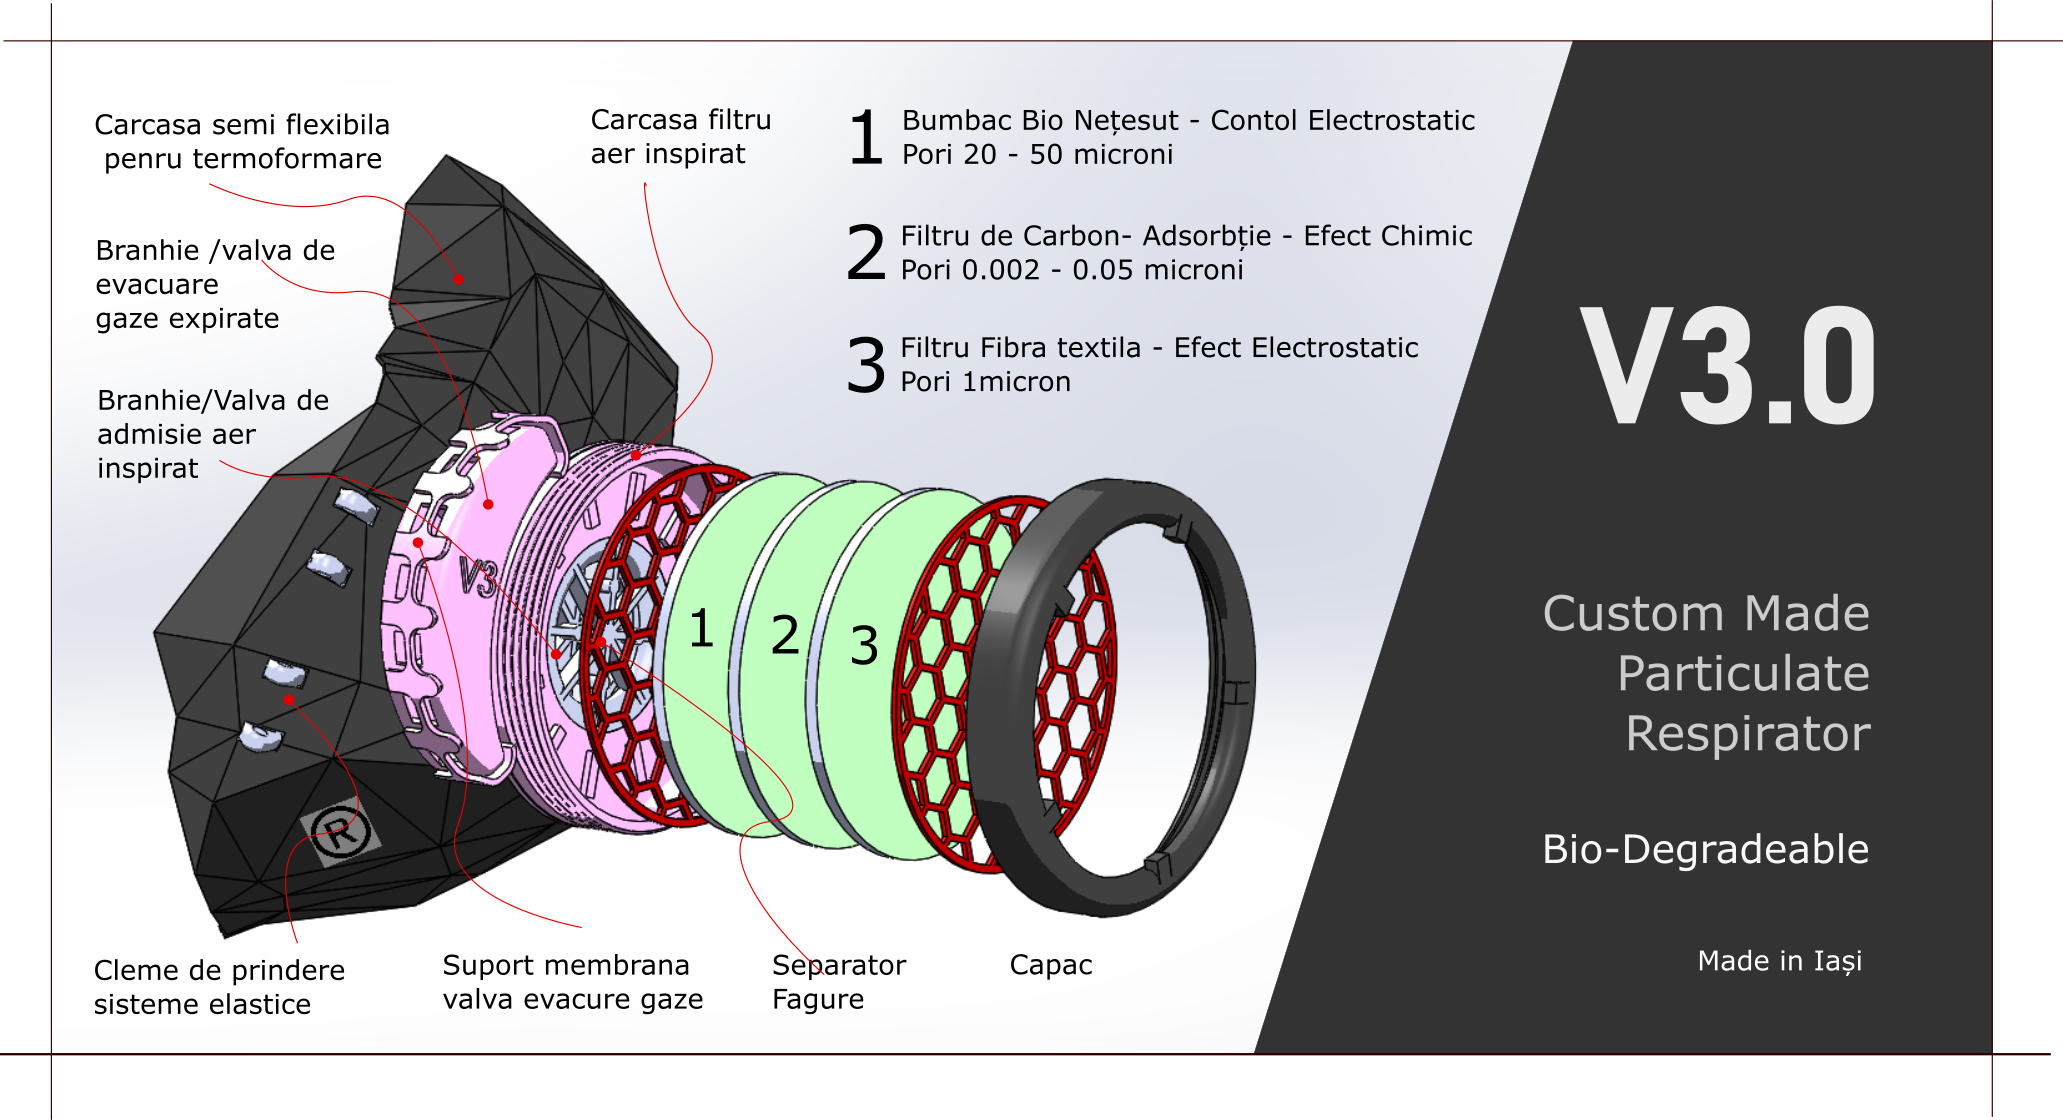 Carcasa semi flexibila
penru termoformare
Branhie /valva de
evacuare
gaze expirate
Branhie/Valva de
admisie aer
inspirat
Carcasa filtru
aer inspirat
1 Bumbac Bio Nețesut - Contol Electrostatic
Pori 20 - 50 microni
2 Filtru de Carbon- Adsorbție - Efect Chimic
Pori 0.002 - 0.05 microni
3 Filtru Fibra textila - Efect Electrostatic
Pori 1micron
V3
1
2
3
®
Cleme de prindere
sisteme elastice
Suport membrana
valva evacure gaze
Separator
Fagure
Capac
V3.0
Custom Made
Particulate
Respirator
Bio-Degradeable
Made in Iași